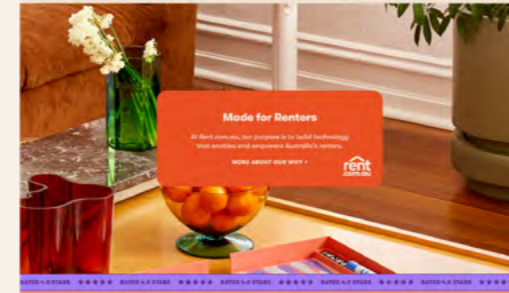 Made for Renters
At Rent.com.au, our purpose is to build technology
that enables and empowers Australia's renters.
MORE ABOUT OUR WHY
rent
.com.au
RATED 4.9 STARS ★★★★★ RATED 4.9 STARS ★★★★★ RATED 4.9 STARS ★★★★★ RATED 4.9 STARS ★★★★★ RATED 4.9 STARS ★★★★★